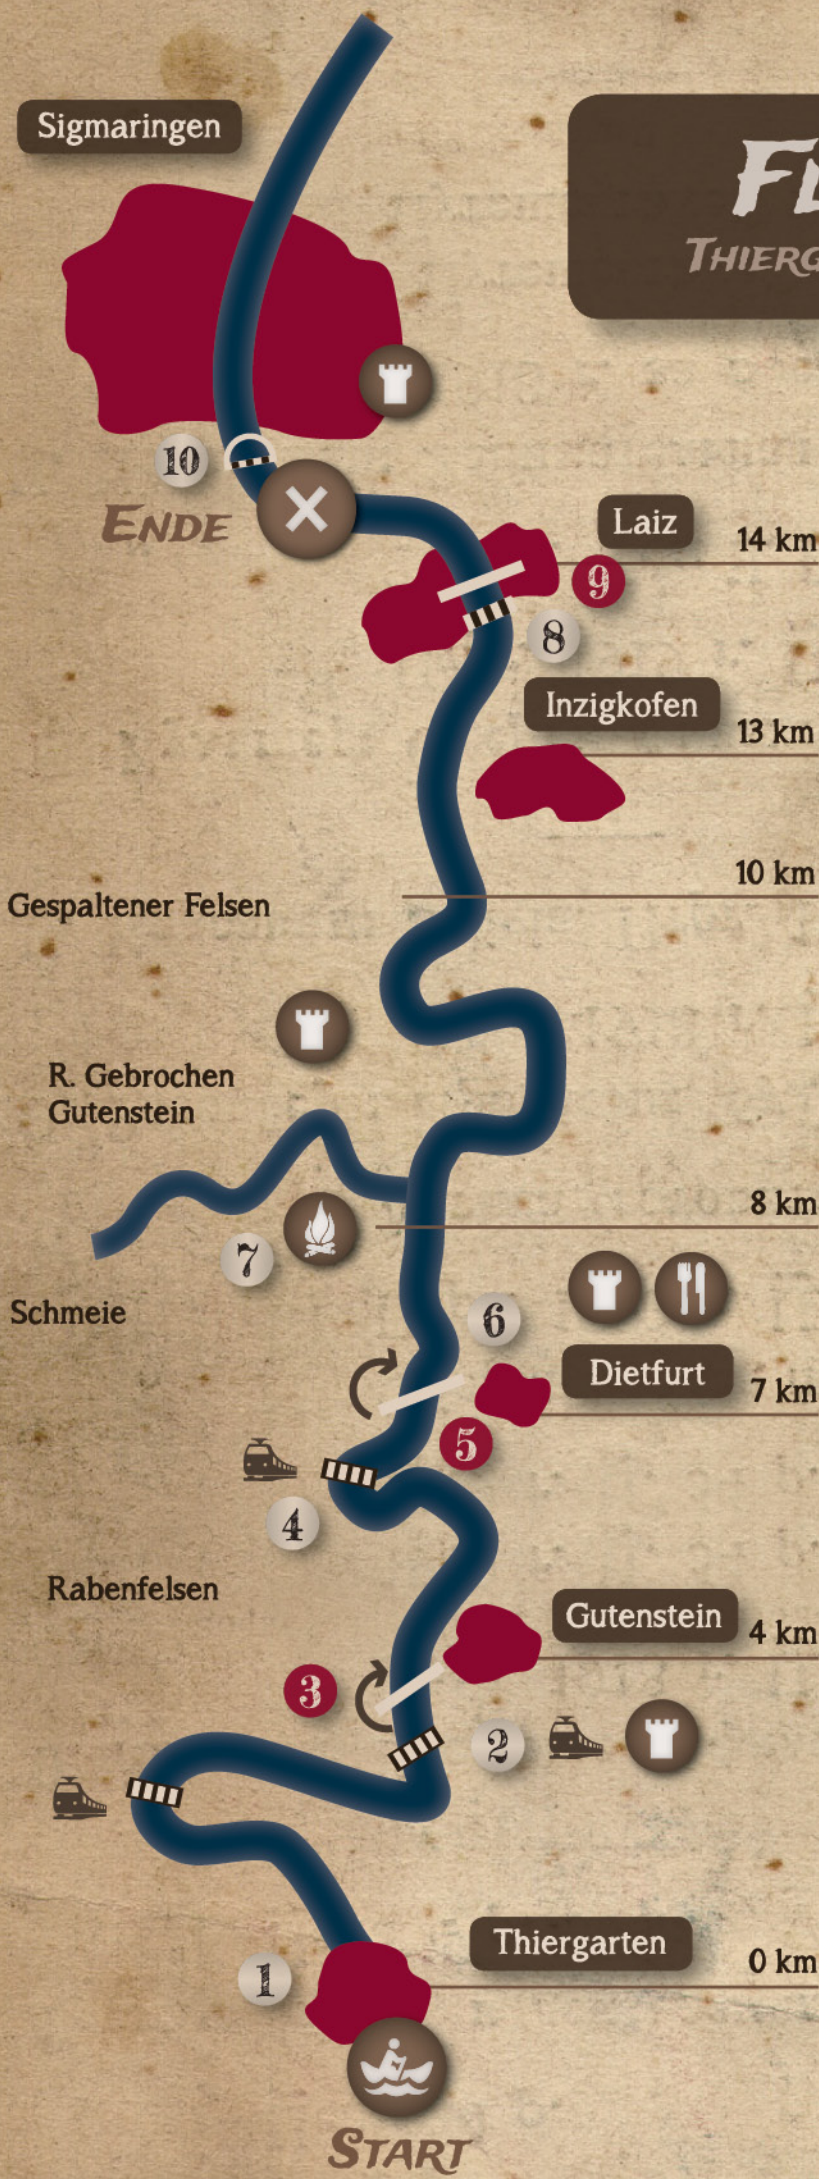 Sigmaringen
THIERG
10
ENDE
Laiz
14 km
9
8
Inzigkofen
13 km
10 km
Gespaltener Felsen
R. Gebrochen
Gutenstein
8 km
7
Schmeie
6
Dietfurt
7 km
5
4
Rabenfelsen
Gutenstein
4 km
3
2
Thiergarten
0 km
1
START